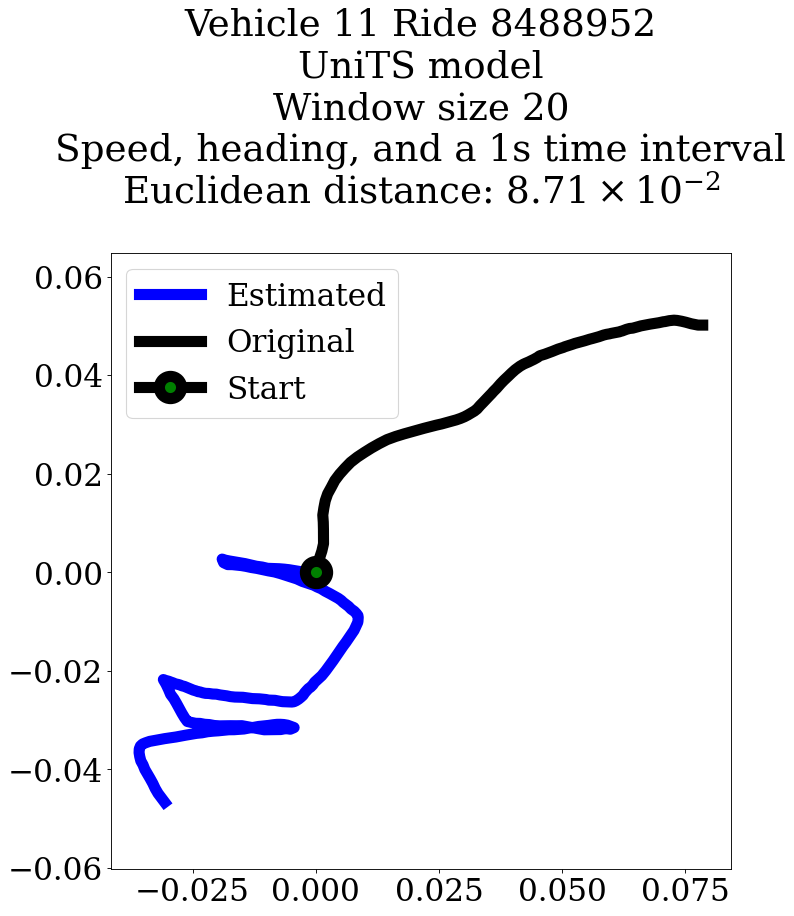 Vehicle 11 Ride 8488952
UniTS model
Window size 20
Speed, heading, and a 1s time interval
Euclidean distance: 8.71 × 10⁻²
Estimated
Original
Start
0.06
0.04
0.02
0.00
−0.02
−0.04
−0.06
−0.025 0.000 0.025 0.050 0.075